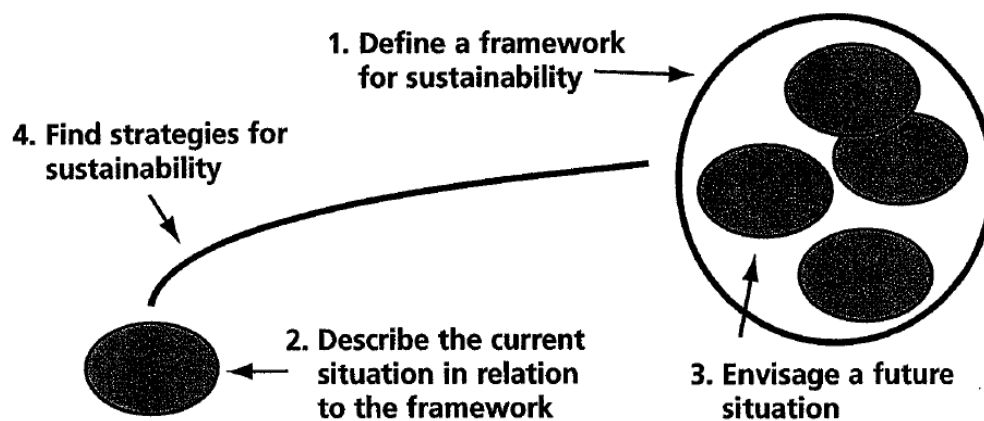 1. Define a framework
for sustainability
4. Find strategies for
sustainability
2. Describe the current
situation in relation
to the framework
3. Envisage a future
situation